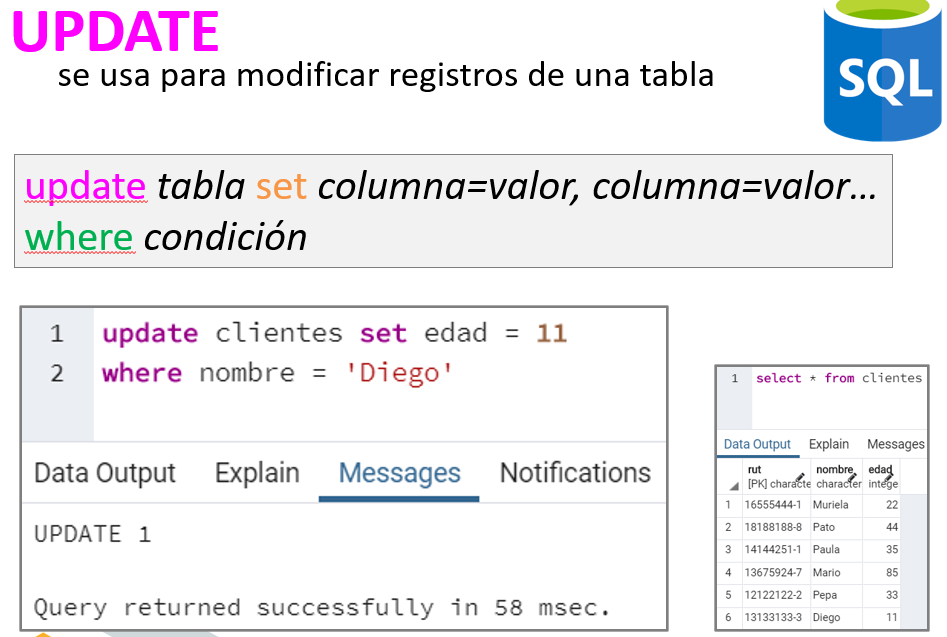 UPDATE
se usa para modificar registros de una tabla
SQL
update tabla set columna=valor, columna=valor...
where condición
1 update clientes set edad = 11
2 where nombre = 'Diego'
Data Output Explain Messages Notifications
UPDATE 1
Query returned successfully in 58 msec.
1 select * from clientes
Data Output Explain Messages
rut nombre edad
[PK] characte character intege
1 16555444-1 Muriela 22
2 18188188-8 Pato 44
3 14144251-1 Paula 35
4 13675924-7 Mario 85
5 12122122-2 Pepa 33
6 13133133-3 Diego 11